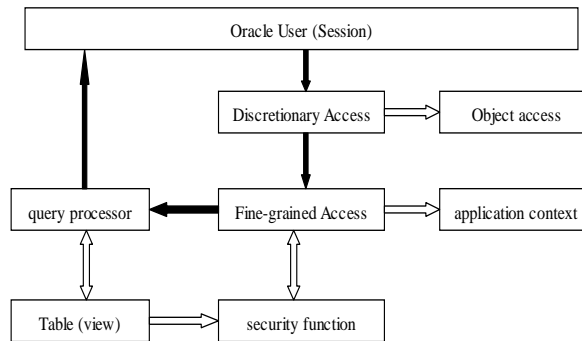 Oracle User (Session)
Discretionary Access
Object access
query processor
Fine-grained Access
application context
Table (view)
security function